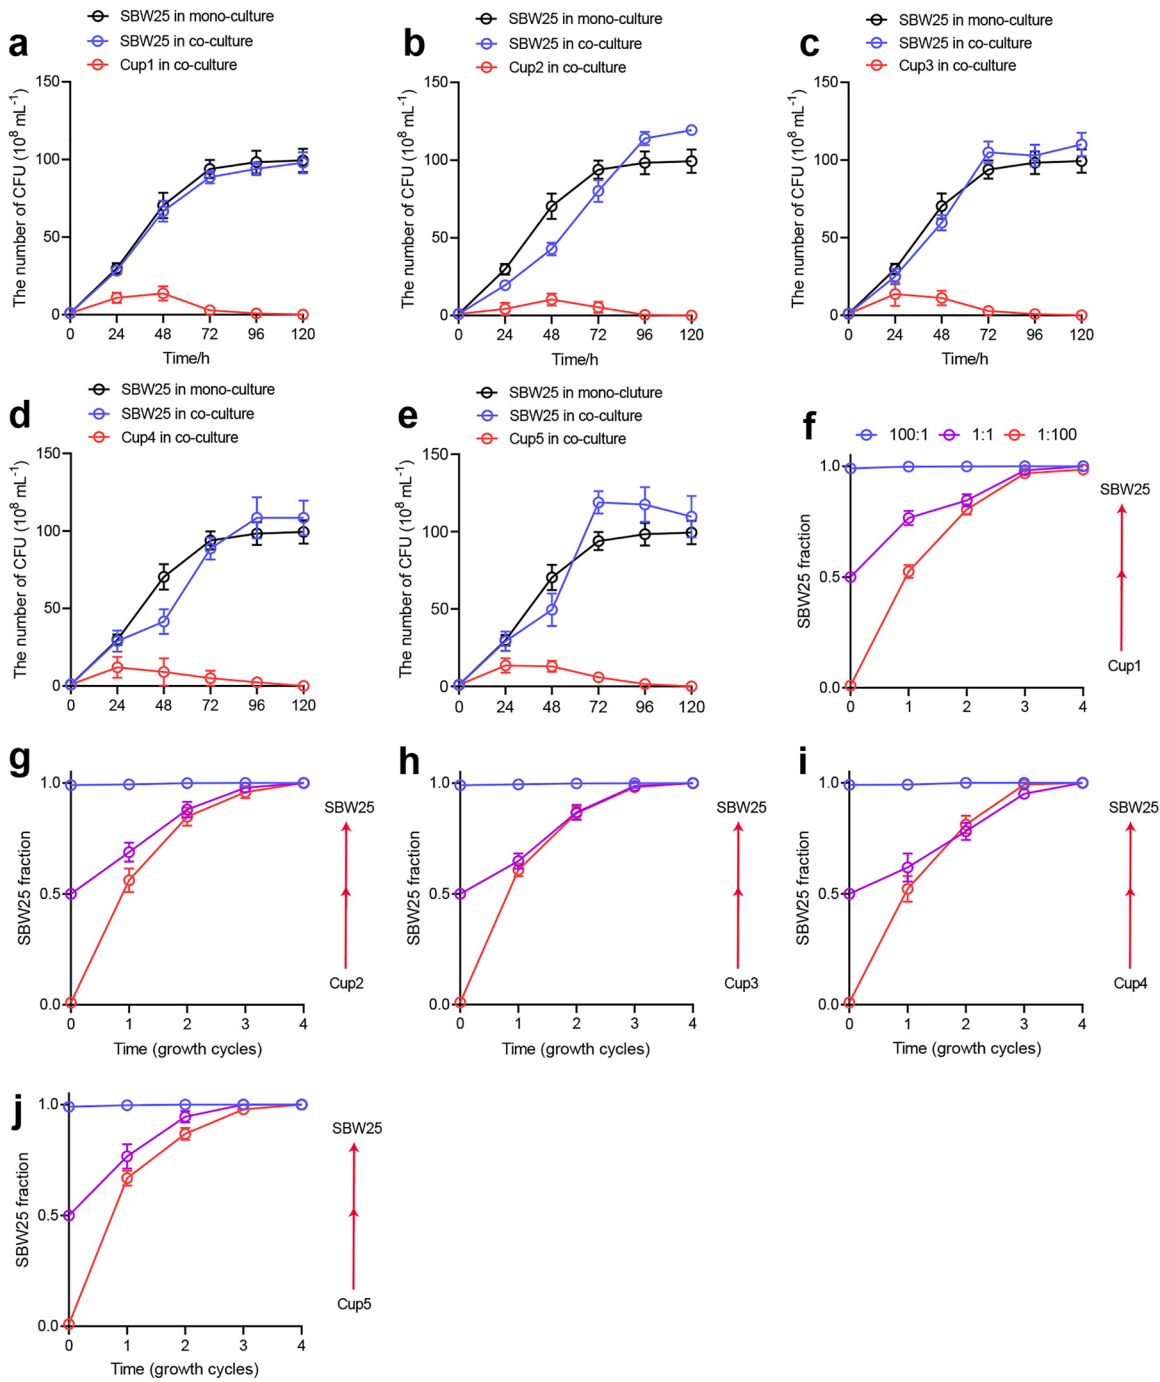 a
SBW25 in mono-culture
SBW25 in co-culture
Cup1 in co-culture
The number of CFU (10^8 mL^-1)
150
100
50
0
0 24 48 72 96 120
Time/h
b
SBW25 in mono-culture
SBW25 in co-culture
Cup2 in co-culture
The number of CFU (10^8 mL^-1)
150
100
50
0
0 24 48 72 96 120
Time/h
c
SBW25 in mono-culture
SBW25 in co-culture
Cup3 in co-culture
The number of CFU (10^8 mL^-1)
150
100
50
0
0 24 48 72 96 120
Time/h
d
SBW25 in mono-culture
SBW25 in co-culture
Cup4 in co-culture
The number of CFU (10^8 mL^-1)
150
100
50
0
0 24 48 72 96 120
e
SBW25 in mono-cluture
SBW25 in co-culture
Cup5 in co-culture
The number of CFU (10^8 mL^-1)
150
100
50
0
0 24 48 72 96 120
f
100:1 1:1 1:100
SBW25 fraction
1.0
0.5
0.0
0 1 2 3 4
SBW25
Cup1
g
SBW25 fraction
1.0
0.5
0.0
0 1 2 3 4
Time (growth cycles)
SBW25
Cup2
h
SBW25 fraction
1.0
0.5
0.0
0 1 2 3 4
Time (growth cycles)
SBW25
Cup3
i
SBW25 fraction
1.0
0.5
0.0
0 1 2 3 4
Time (growth cycles)
SBW25
Cup4
j
SBW25 fraction
1.0
0.5
0.0
0 1 2 3 4
Time (growth cycles)
SBW25
Cup5